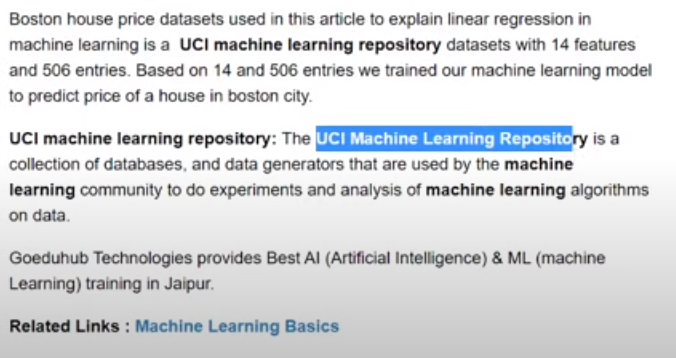 Boston house price datasets used in this article to explain linear regression in
machine learning is a UCI machine learning repository datasets with 14 features
and 506 entries. Based on 14 and 506 entries we trained our machine learning model
to predict price of a house in boston city.
UCI machine learning repository: The UCI Machine Learning Repository is a
collection of databases, and data generators that are used by the machine
learning community to do experiments and analysis of machine learning algorithms
on data.
Goeduhub Technologies provides Best AI (Artificial Intelligence) & ML (machine
Learning) training in Jaipur.
Related Links : Machine Learning Basics